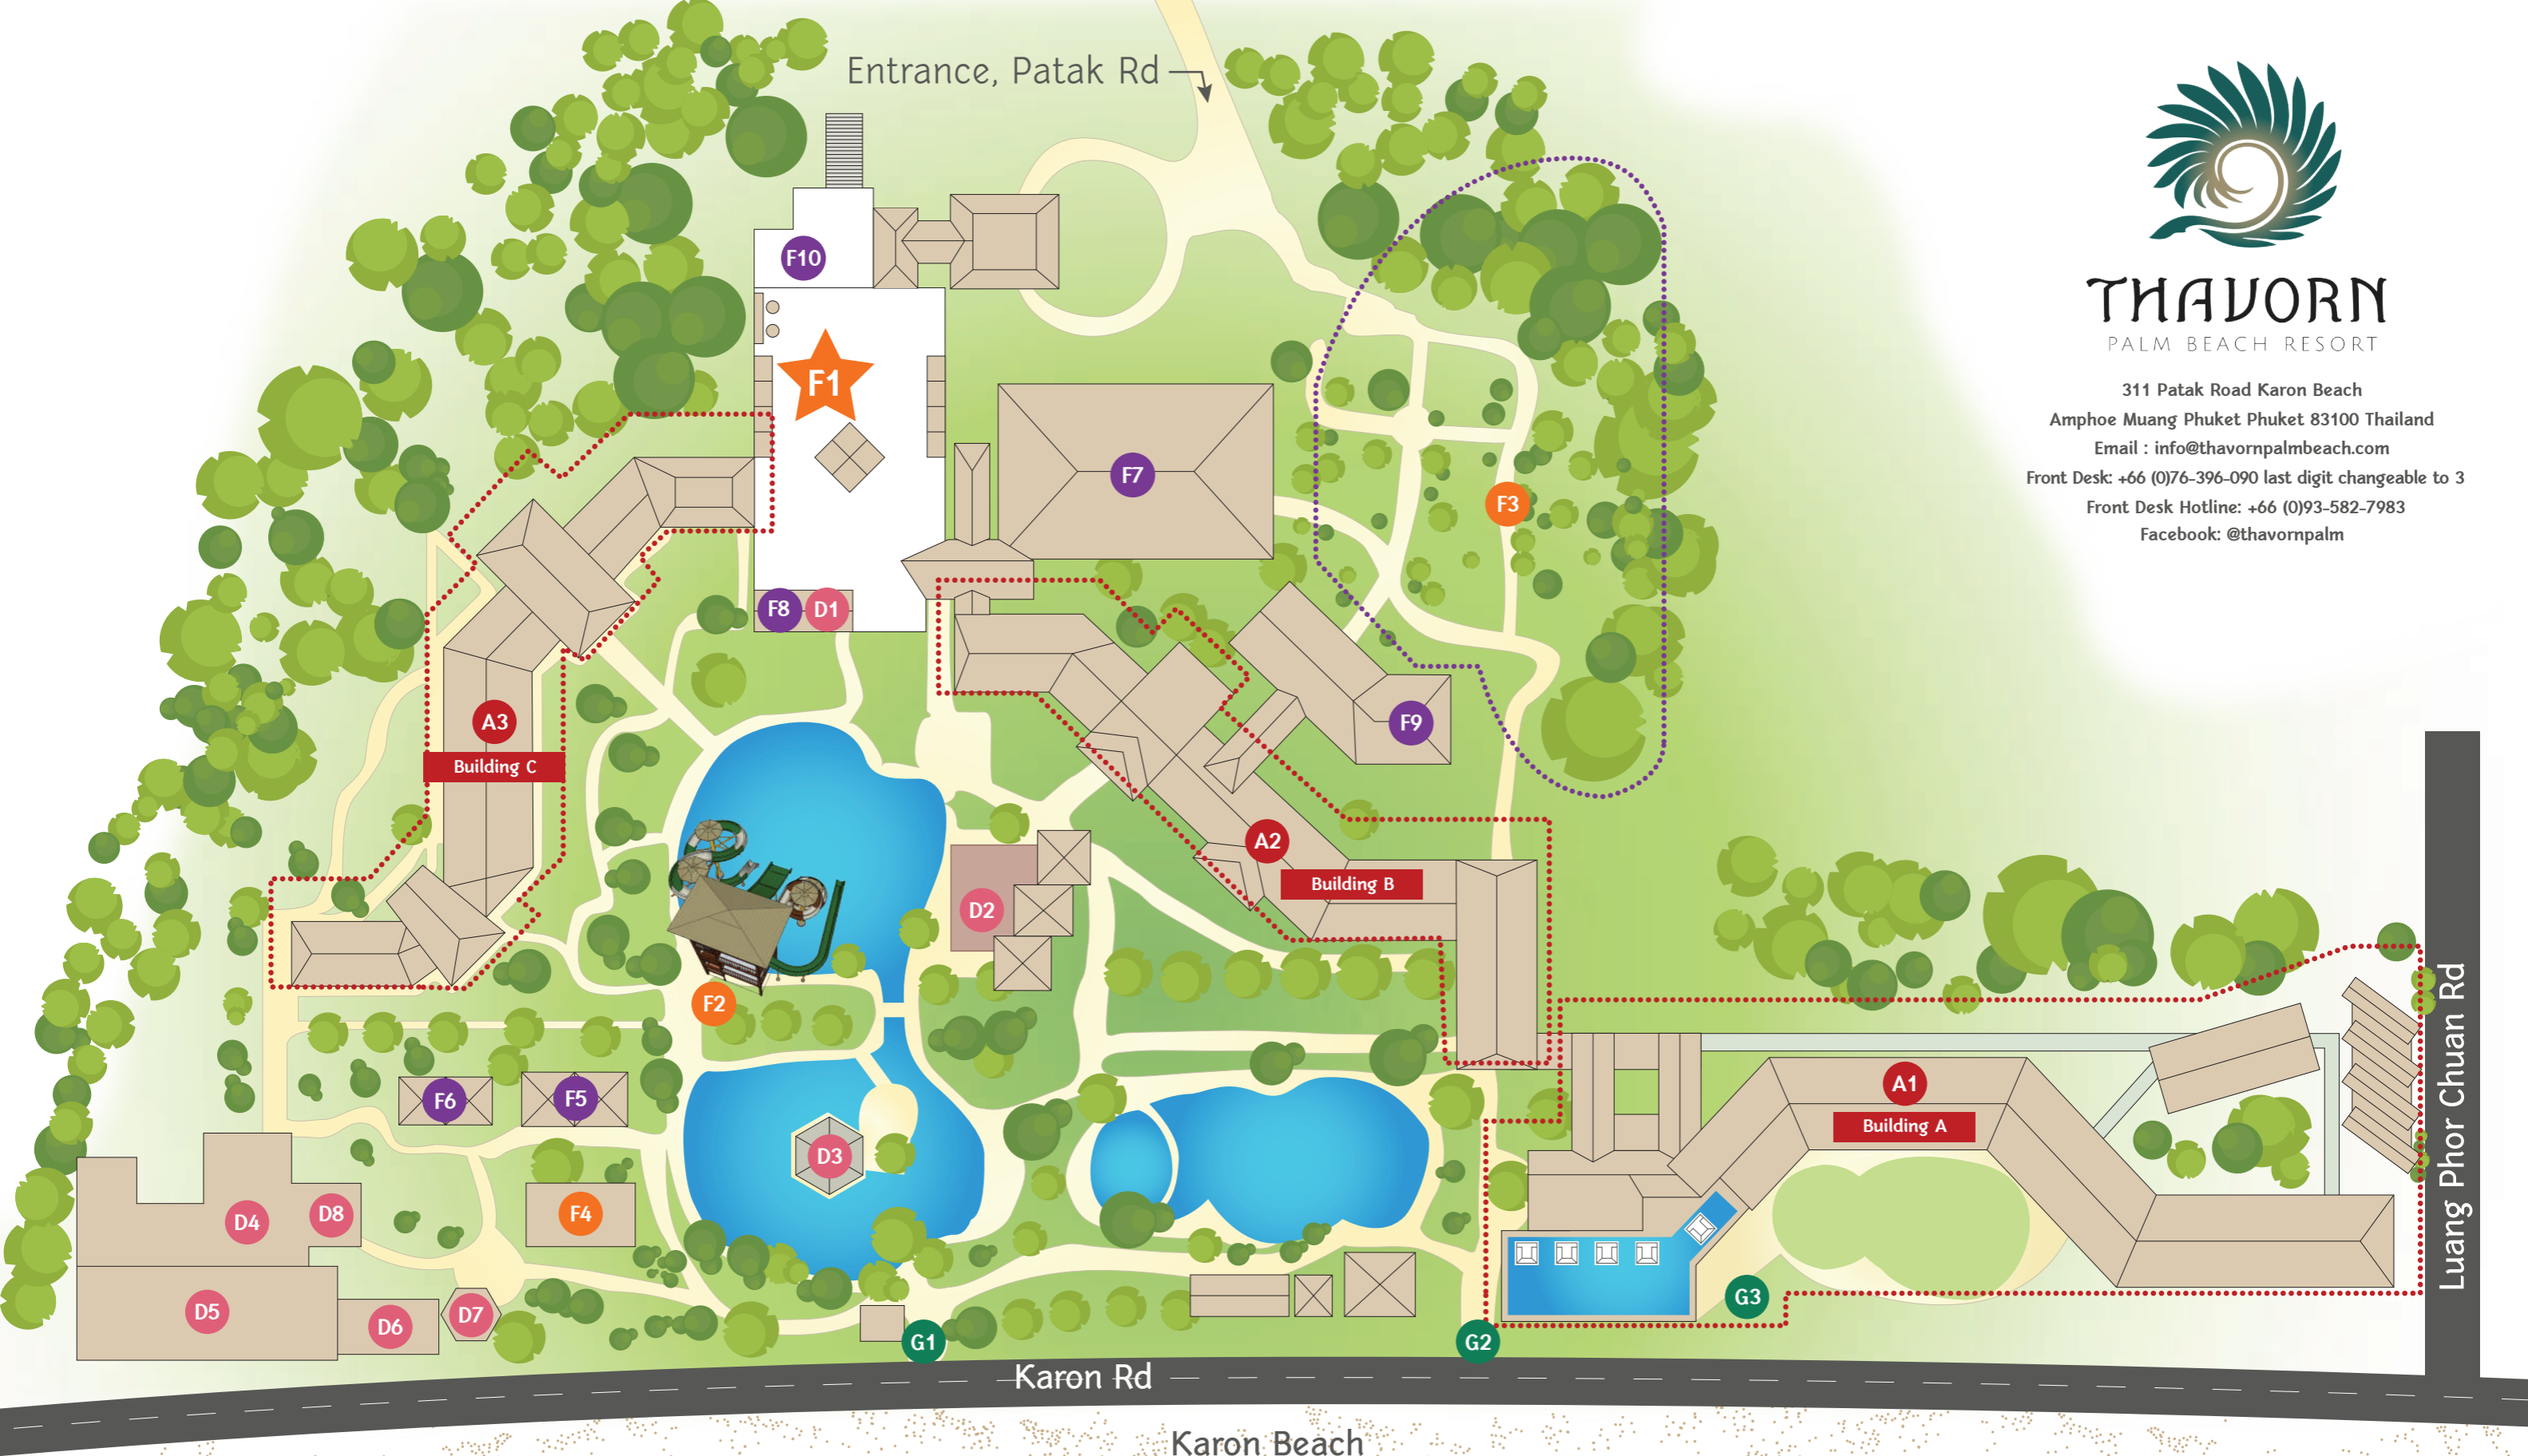 Entrance, Patak Rd
THAVORN
PALM BEACH RESORT
311 Patak Road Karon Beach
Amphoe Muang Phuket Phuket 83100 Thailand
Email : info@thavornpalmbeach.com
Front Desk: +66 (0)76-396-090 last digit changeable to 3
Front Desk Hotline: +66 (0)93-582-7983
Facebook: @thavornpalm
F10
F1
F7
F3
F8
D1
A3
Building C
F9
A2
Building B
D2
F2
F6
F5
D3
A1
Building A
D4
D8
F4
D5
D6
D7
G1
G2
G3
Luang Phor Chuan Rd
Karon Rd
Karon Beach